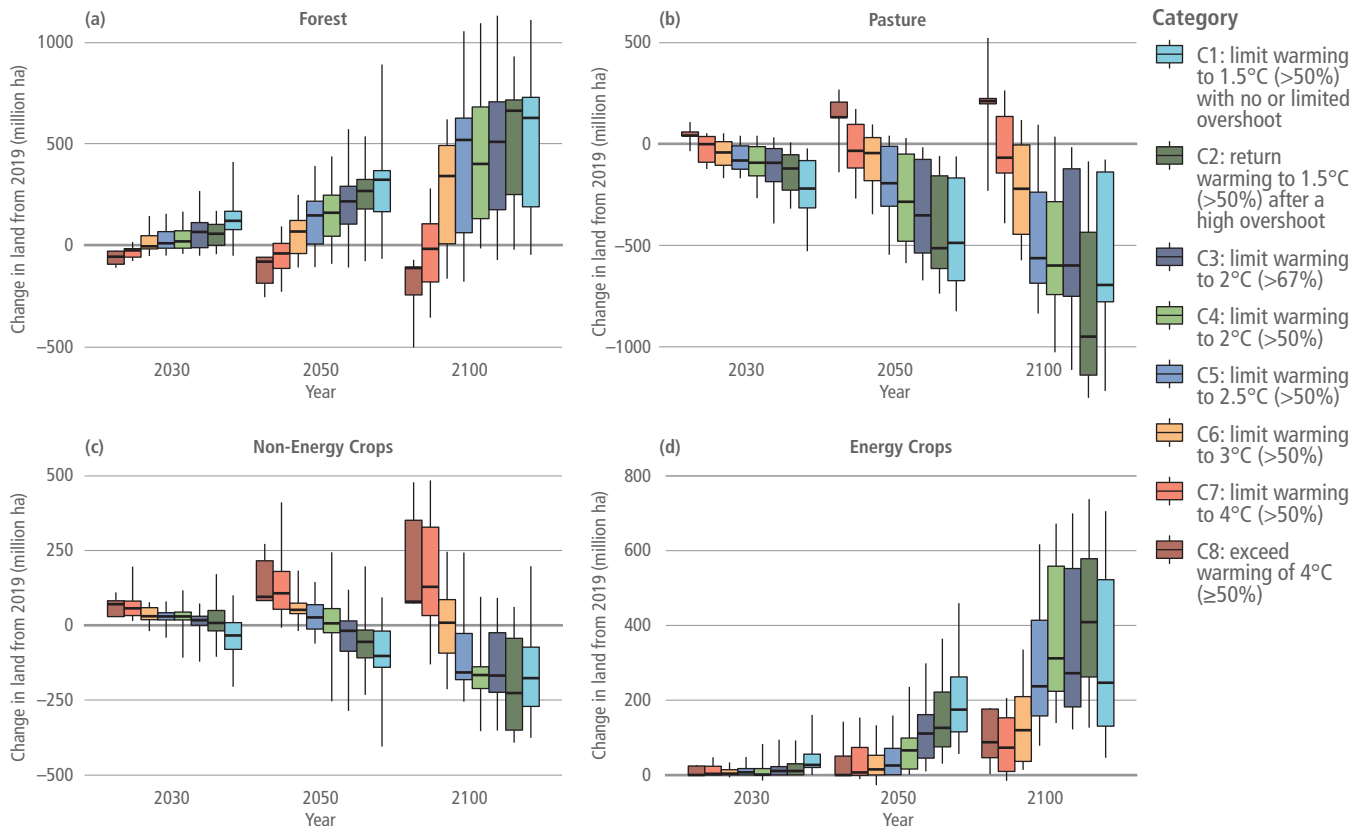 (a) Forest
Change in land from 2019 (million ha)
1000
500
0
–500
2030 2050 2100
Year
(b) Pasture
Change in land from 2019 (million ha)
500
0
–500
–1000
2030 2050 2100
Year
(c) Non-Energy Crops
Change in land from 2019 (million ha)
500
250
0
–250
–500
2030 2050 2100
Year
(d) Energy Crops
Change in land from 2019 (million ha)
800
600
400
200
0
2030 2050 2100
Year
Category
C1: limit warming
to 1.5°C (>50%)
with no or limited
overshoot
C2: return
warming to 1.5°C
(>50%) after a
high overshoot
C3: limit warming
to 2°C (>67%)
C4: limit warming
to 2°C (>50%)
C5: limit warming
to 2.5°C (>50%)
C6: limit warming
to 3°C (>50%)
C7: limit warming
to 4°C (>50%)
C8: exceed
warming of 4°C
(≥50%)